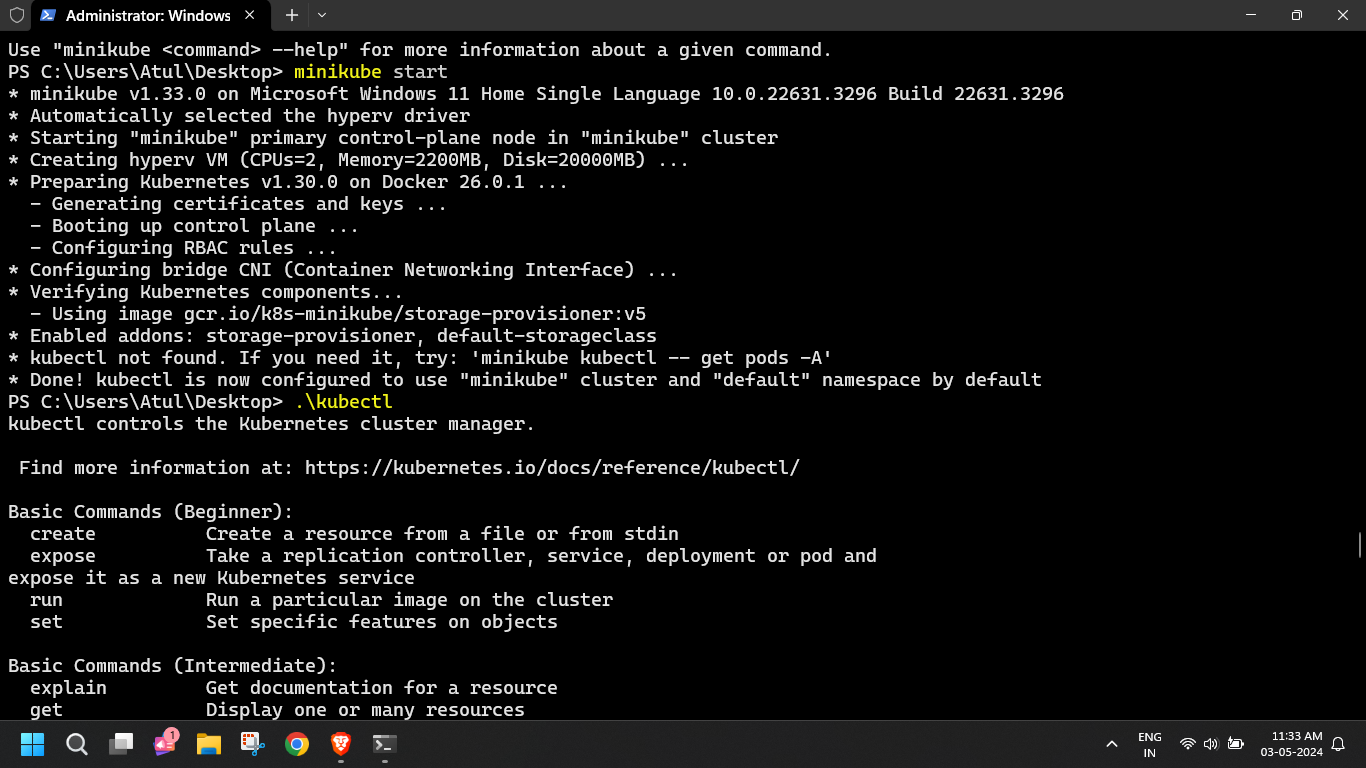 Administrator: Windows
Use "minikube <command> --help" for more information about a given command.
PS C:\Users\Atul\Desktop> minikube start
* minikube v1.33.0 on Microsoft Windows 11 Home Single Language 10.0.22631.3296 Build 22631.3296
* Automatically selected the hyperv driver
* Starting "minikube" primary control-plane node in "minikube" cluster
* Creating hyperv VM (CPUs=2, Memory=2200MB, Disk=20000MB) ...
* Preparing Kubernetes v1.30.0 on Docker 26.0.1 ...
  - Generating certificates and keys ...
  - Booting up control plane ...
  - Configuring RBAC rules ...
* Configuring bridge CNI (Container Networking Interface) ...
* Verifying Kubernetes components...
  - Using image gcr.io/k8s-minikube/storage-provisioner:v5
* Enabled addons: storage-provisioner, default-storageclass
* kubectl not found. If you need it, try: 'minikube kubectl -- get pods -A'
* Done! kubectl is now configured to use "minikube" cluster and "default" namespace by default
PS C:\Users\Atul\Desktop> .\kubectl
kubectl controls the Kubernetes cluster manager.
 Find more information at: https://kubernetes.io/docs/reference/kubectl/
Basic Commands (Beginner):
  create          Create a resource from a file or from stdin
  expose          Take a replication controller, service, deployment or pod and
expose it as a new Kubernetes service
  run             Run a particular image on the cluster
  set             Set specific features on objects
Basic Commands (Intermediate):
  explain         Get documentation for a resource
  get             Display one or many resources
1
ENG
IN
11:33 AM
03-05-2024